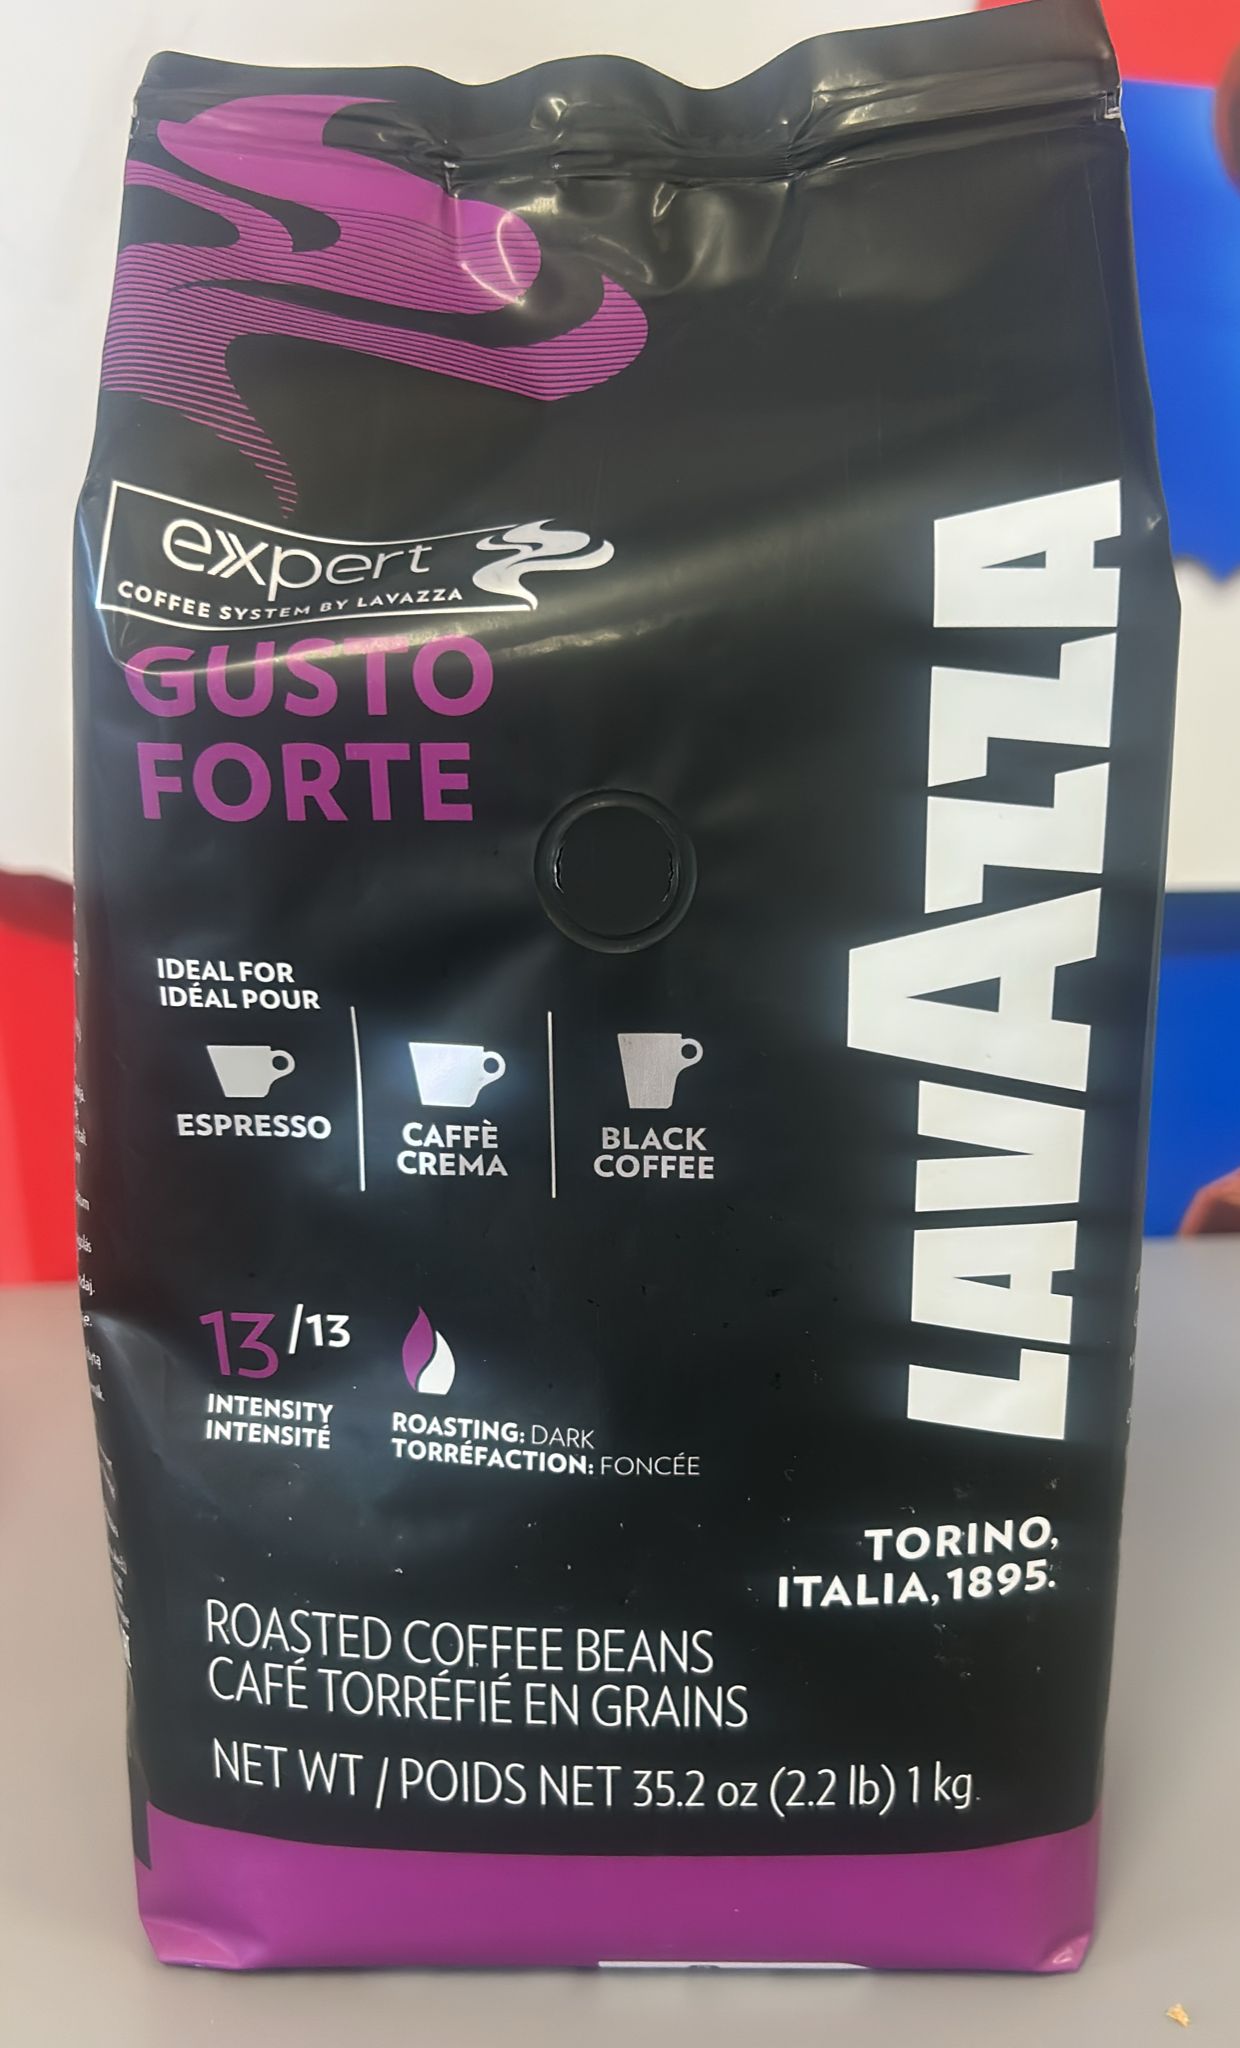 expert
COFFEE SYSTEM BY LAVAZZA
GUSTO
FORTE
LAVAZZA
IDEAL FOR
IDÉAL POUR
ESPRESSO
CAFFÈ
CREMA
BLACK
COFFEE
13/13
INTENSITY
INTENSITÉ
ROASTING: DARK
TORRÉFACTION: FONCÉE
TORINO,
ITALIA, 1895.
ROASTED COFFEE BEANS
CAFÉ TORRÉFIÉ EN GRAINS
NET WT / POIDS NET 35.2 oz (2.2 lb) 1 kg.